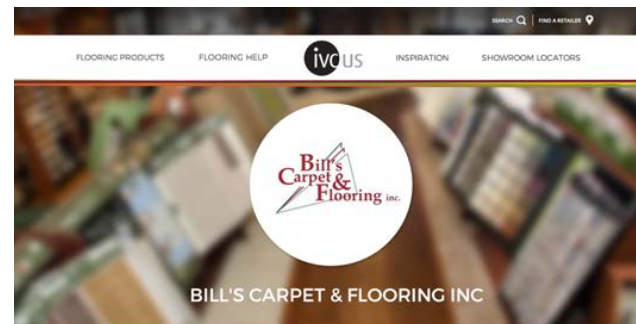 SEARCH FIND A RETAILER
FLOORING PRODUCTS FLOORING HELP ivc US INSPIRATION SHOWROOM LOCATORS
Bill's
Carpet &
Flooring inc.
BILL'S CARPET & FLOORING INC